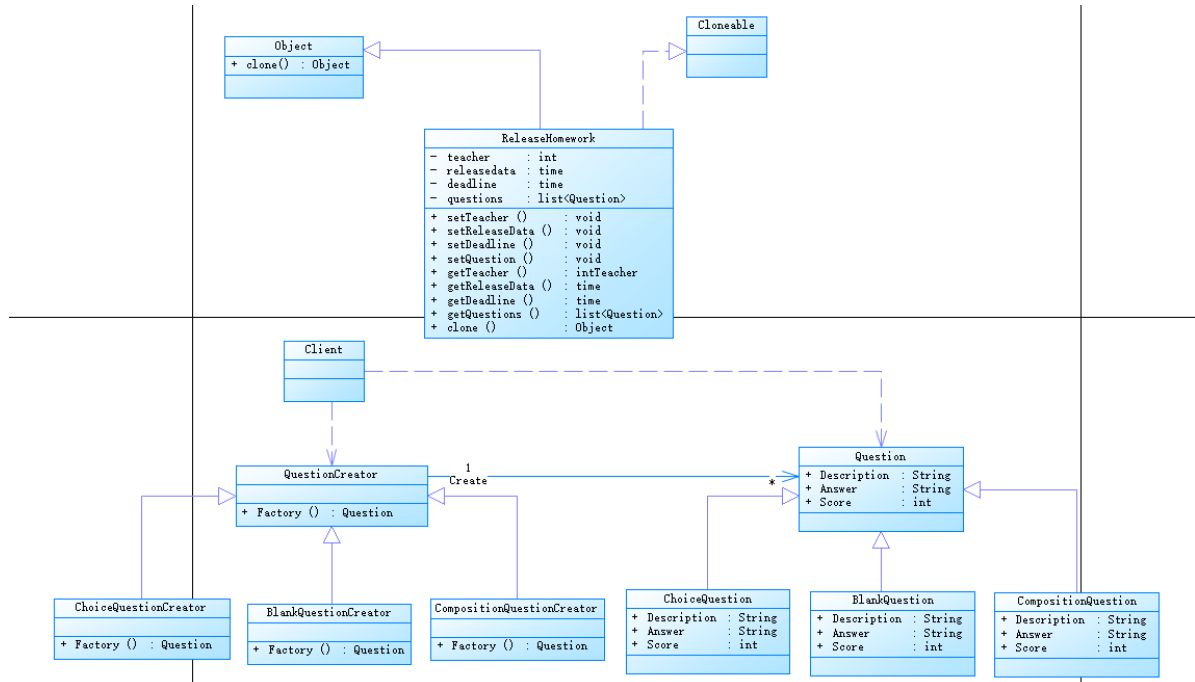 Object
+ clone() : Object
Cloneable
ReleaseHomework
- teacher : int
- releasedata : time
- deadline : time
- questions : list<Question>
+ setTeacher () : void
+ setReleaseData () : void
+ setDeadline () : void
+ setQuestion () : void
+ getTeacher () : intTeacher
+ getReleaseData () : time
+ getDeadline () : time
+ getQuestions () : list<Question>
+ clone () : Object
Client
QuestionCreator
+ Factory () : Question
1
Create
*
Question
+ Description : String
+ Answer : String
+ Score : int
ChoiceQuestionCreator
+ Factory () : Question
BlankQuestionCreator
+ Factory () : Question
CompositionQuestionCreator
+ Factory () : Question
ChoiceQuestion
+ Description : String
+ Answer : String
+ Score : int
BlankQuestion
+ Description : String
+ Answer : String
+ Score : int
CompositionQuestion
+ Description : String
+ Answer : String
+ Score : int